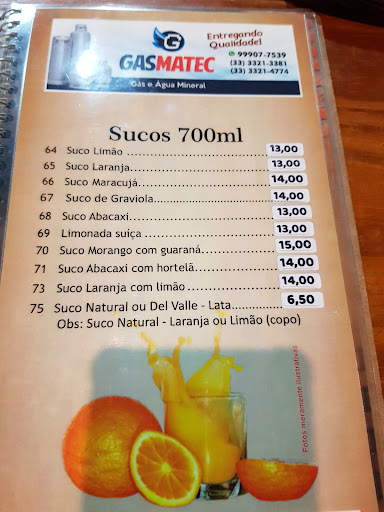 G
GASMATEC
Entregando
Qualidade!
99907-7539
(33) 3321-3381
(33) 3321-4774
Gás e Água Mineral
Sucos 700ml
64 Suco Limão 13,00
65 Suco Laranja 13,00
66 Suco Maracujá 14,00
67 Suco de Graviola 14,00
68 Suco Abacaxi 13,00
69 Limonada suíça 13,00
70 Suco Morango com guaraná 15,00
71 Suco Abacaxi com hortelã 14,00
73 Suco Laranja com limão 14,00
75 Suco Natural ou Del Valle - Lata 6,50
Obs: Suco Natural - Laranja ou Limão (copo)
Fotos meramente ilustrativas